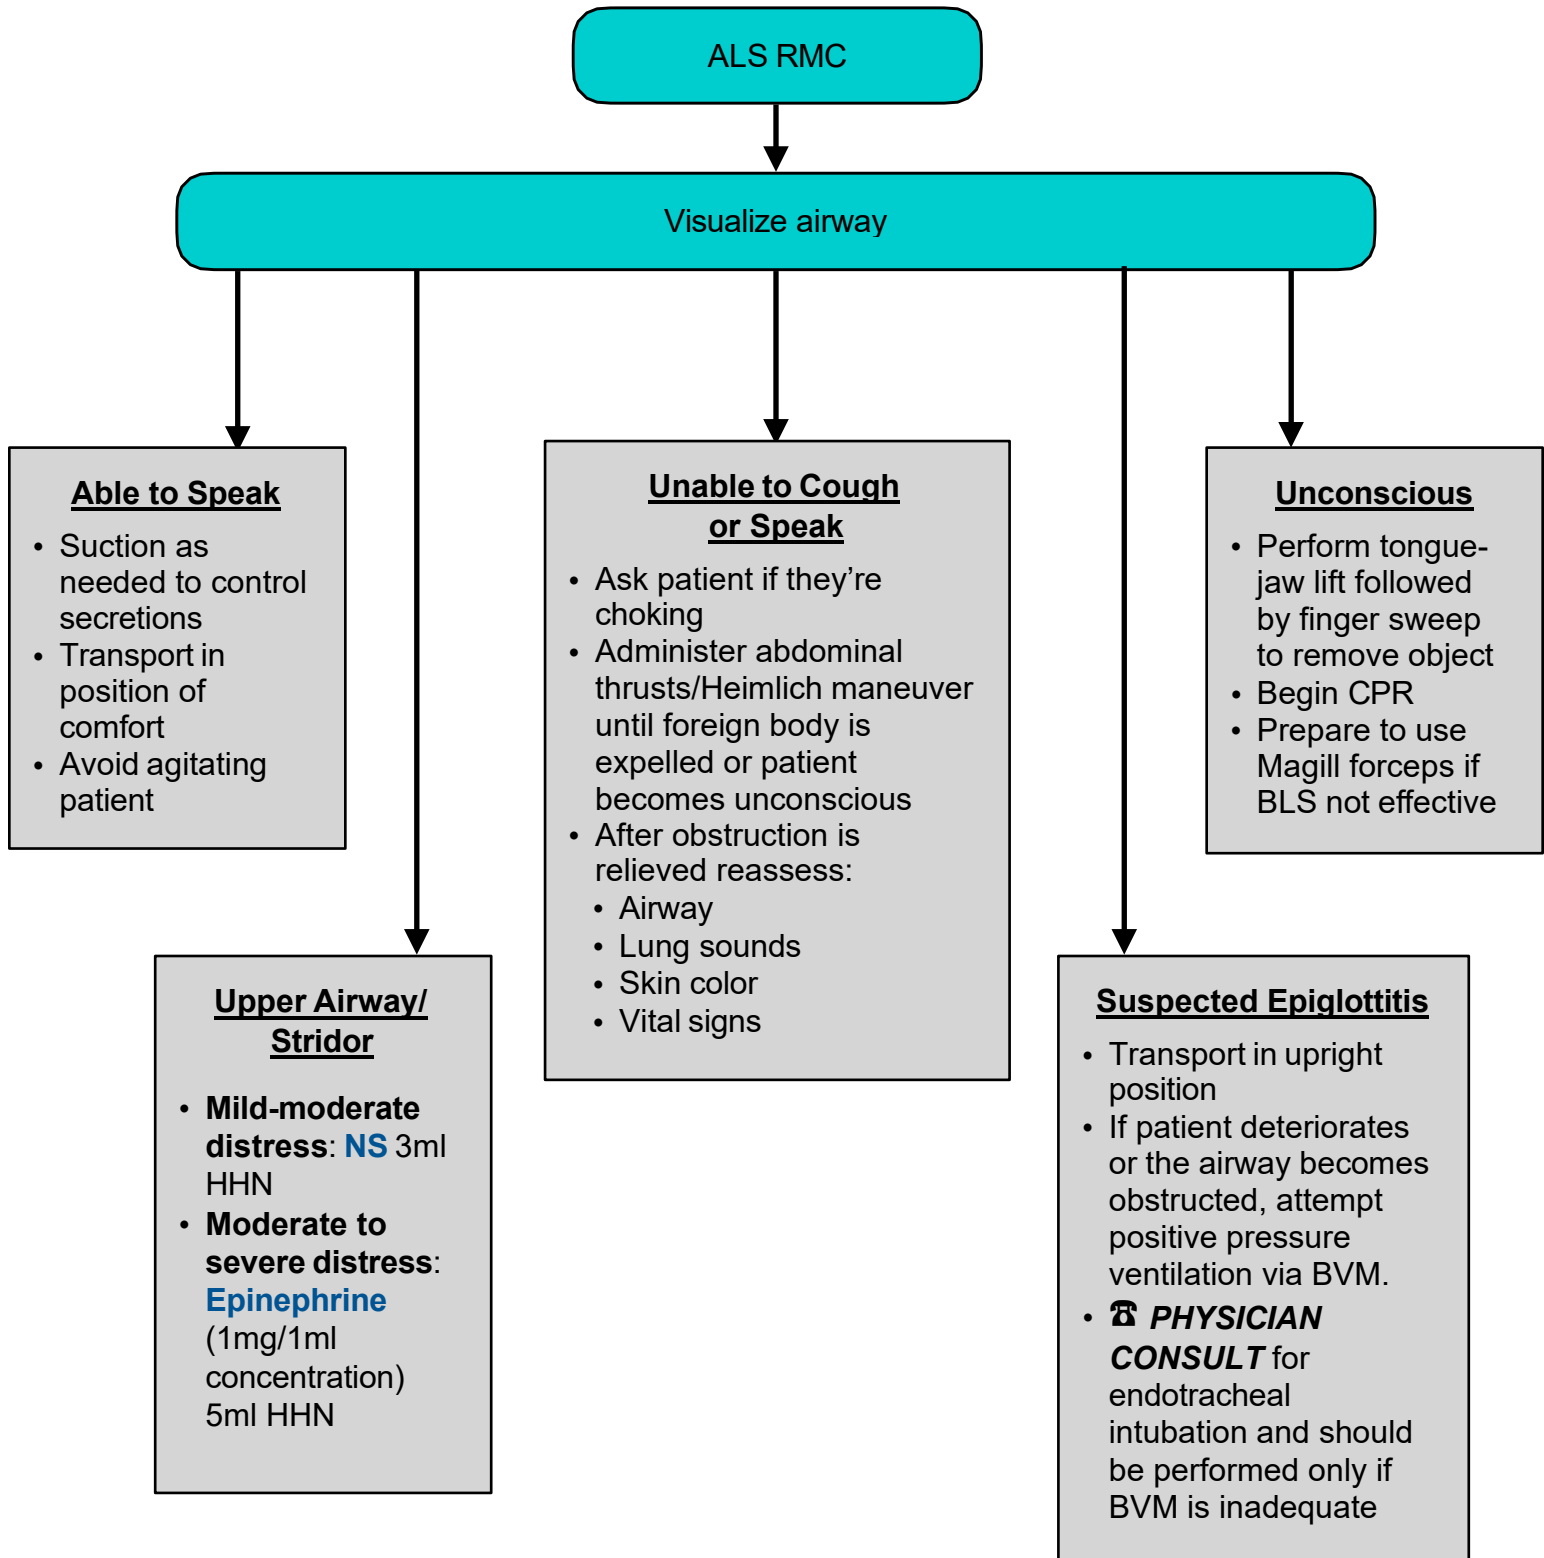 ALS RMC
Visualize airway
Able to Speak
• Suction as
needed to control
secretions
• Transport in
position of
comfort
• Avoid agitating
patient
Upper Airway/
Stridor
• Mild-moderate
distress: NS 3ml
HHN
• Moderate to
severe distress:
Epinephrine
(1mg/1ml
concentration)
5ml HHN
Unable to Cough
or Speak
• Ask patient if they're
choking
• Administer abdominal
thrusts/Heimlich maneuver
until foreign body is
expelled or patient
becomes unconscious
• After obstruction is
relieved reassess:
• Airway
• Lung sounds
• Skin color
• Vital signs
Suspected Epiglottitis
• Transport in upright
position
• If patient deteriorates
or the airway becomes
obstructed, attempt
positive pressure
ventilation via BVM.
• ☎ PHYSICIAN
CONSULT for
endotracheal
intubation and should
be performed only if
BVM is inadequate
Unconscious
• Perform tongue-
jaw lift followed
by finger sweep
to remove object
• Begin CPR
• Prepare to use
Magill forceps if
BLS not effective